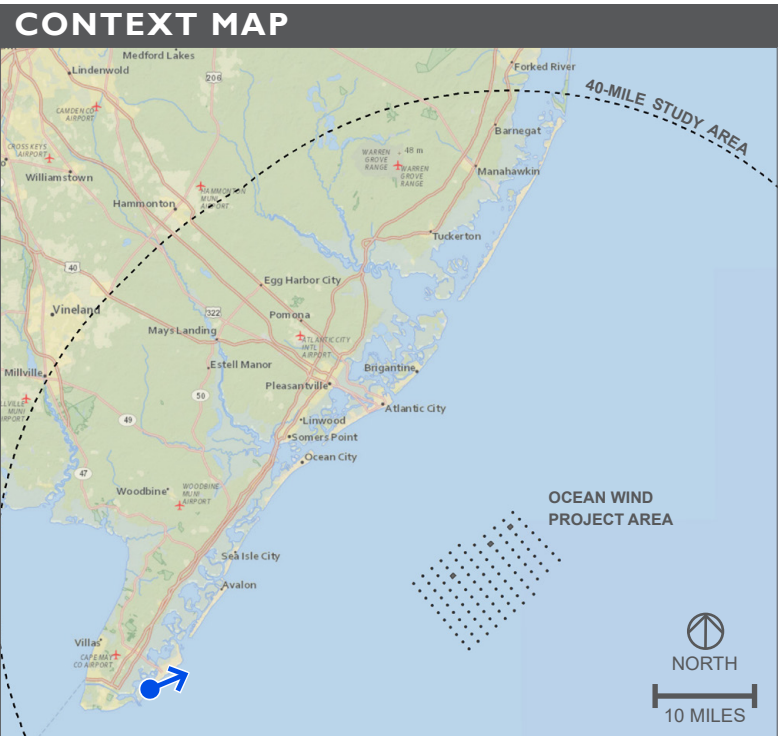 CONTEXT MAP
Medford Lakes
Lindenwold
206
Forked River
40-MILE STUDY AREA
CAMDEN CO
AIRPORT
Barnegat
CROSS KEYS
AIRPORT
WARREN
GROVE
RANGE
48 m
WARREN
GROVE
RANGE
Manahawkin
Williamstown
HAMMONTON
MUNI
AIRPORT
Hammonton
Tuckerton
40
Egg Harbor City
Vineland
322
Pomona
Mays Landing
ATLANTIC CITY
INTL
AIRPORT
Estell Manor
Brigantine
Millville
Pleasantville
50
LLVILLE
MUNI
IRPORT
Atlantic City
49
Linwood
Somers Point
Ocean City
47
Woodbine
WOODBINE
MUNI
AIRPORT
OCEAN WIND
PROJECT AREA
Sea Isle City
Avalon
Villas
CAPE MAY
CO AIRPORT
NORTH
10 MILES